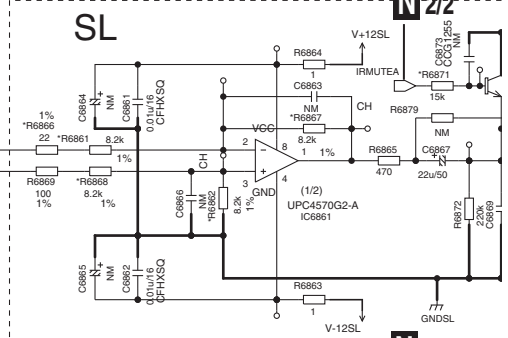 SL
N 2/2
V+12SL
R6864
1
IRMUTEA
C6873
CCG1255
NM
*R6871
15k
C6864
NM
C6861
0.01u/16
CFHXSQ
C6863
NM
CH
*R6867
8.2k
1%
R6879
NM
1%
*R6866
22
*R6861
8.2k
1%
VCC
2
8
1
3
4
GND
(1/2)
UPC4570G2-A
IC6861
R6865
470
C6867
22u/50
R6869
100
1%
*R6868
8.2k
1%
CH
C6866
NM
*R6862
8.2k
1%
R6872
220k
C6869
C6865
NM
C6862
0.01u/16
CFHXSQ
R6863
1
V-12SL
GNDSL